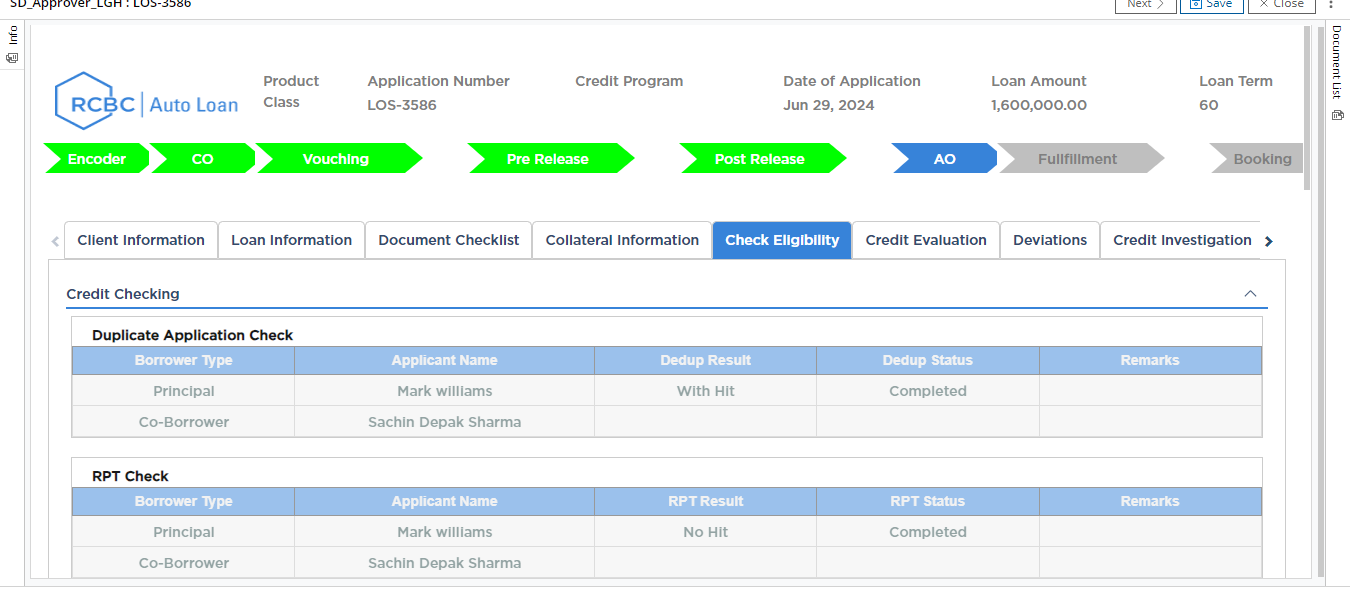 SD_Approver_LGH : LOS-3586
Next Save Close
Info
Document List
RCBC Auto Loan
Product Class
Application Number
LOS-3586
Credit Program
Date of Application
Jun 29, 2024
Loan Amount
1,600,000.00
Loan Term
60
Encoder CO Vouching Pre Release Post Release AO Fullfillment Booking
Client Information Loan Information Document Checklist Collateral Information Check Eligibility Credit Evaluation Deviations Credit Investigation
Credit Checking
Duplicate Application Check
Borrower Type Applicant Name Dedup Result Dedup Status Remarks
Principal Mark williams With Hit Completed
Co-Borrower Sachin Depak Sharma
RPT Check
Borrower Type Applicant Name RPT Result RPT Status Remarks
Principal Mark williams No Hit Completed
Co-Borrower Sachin Depak Sharma